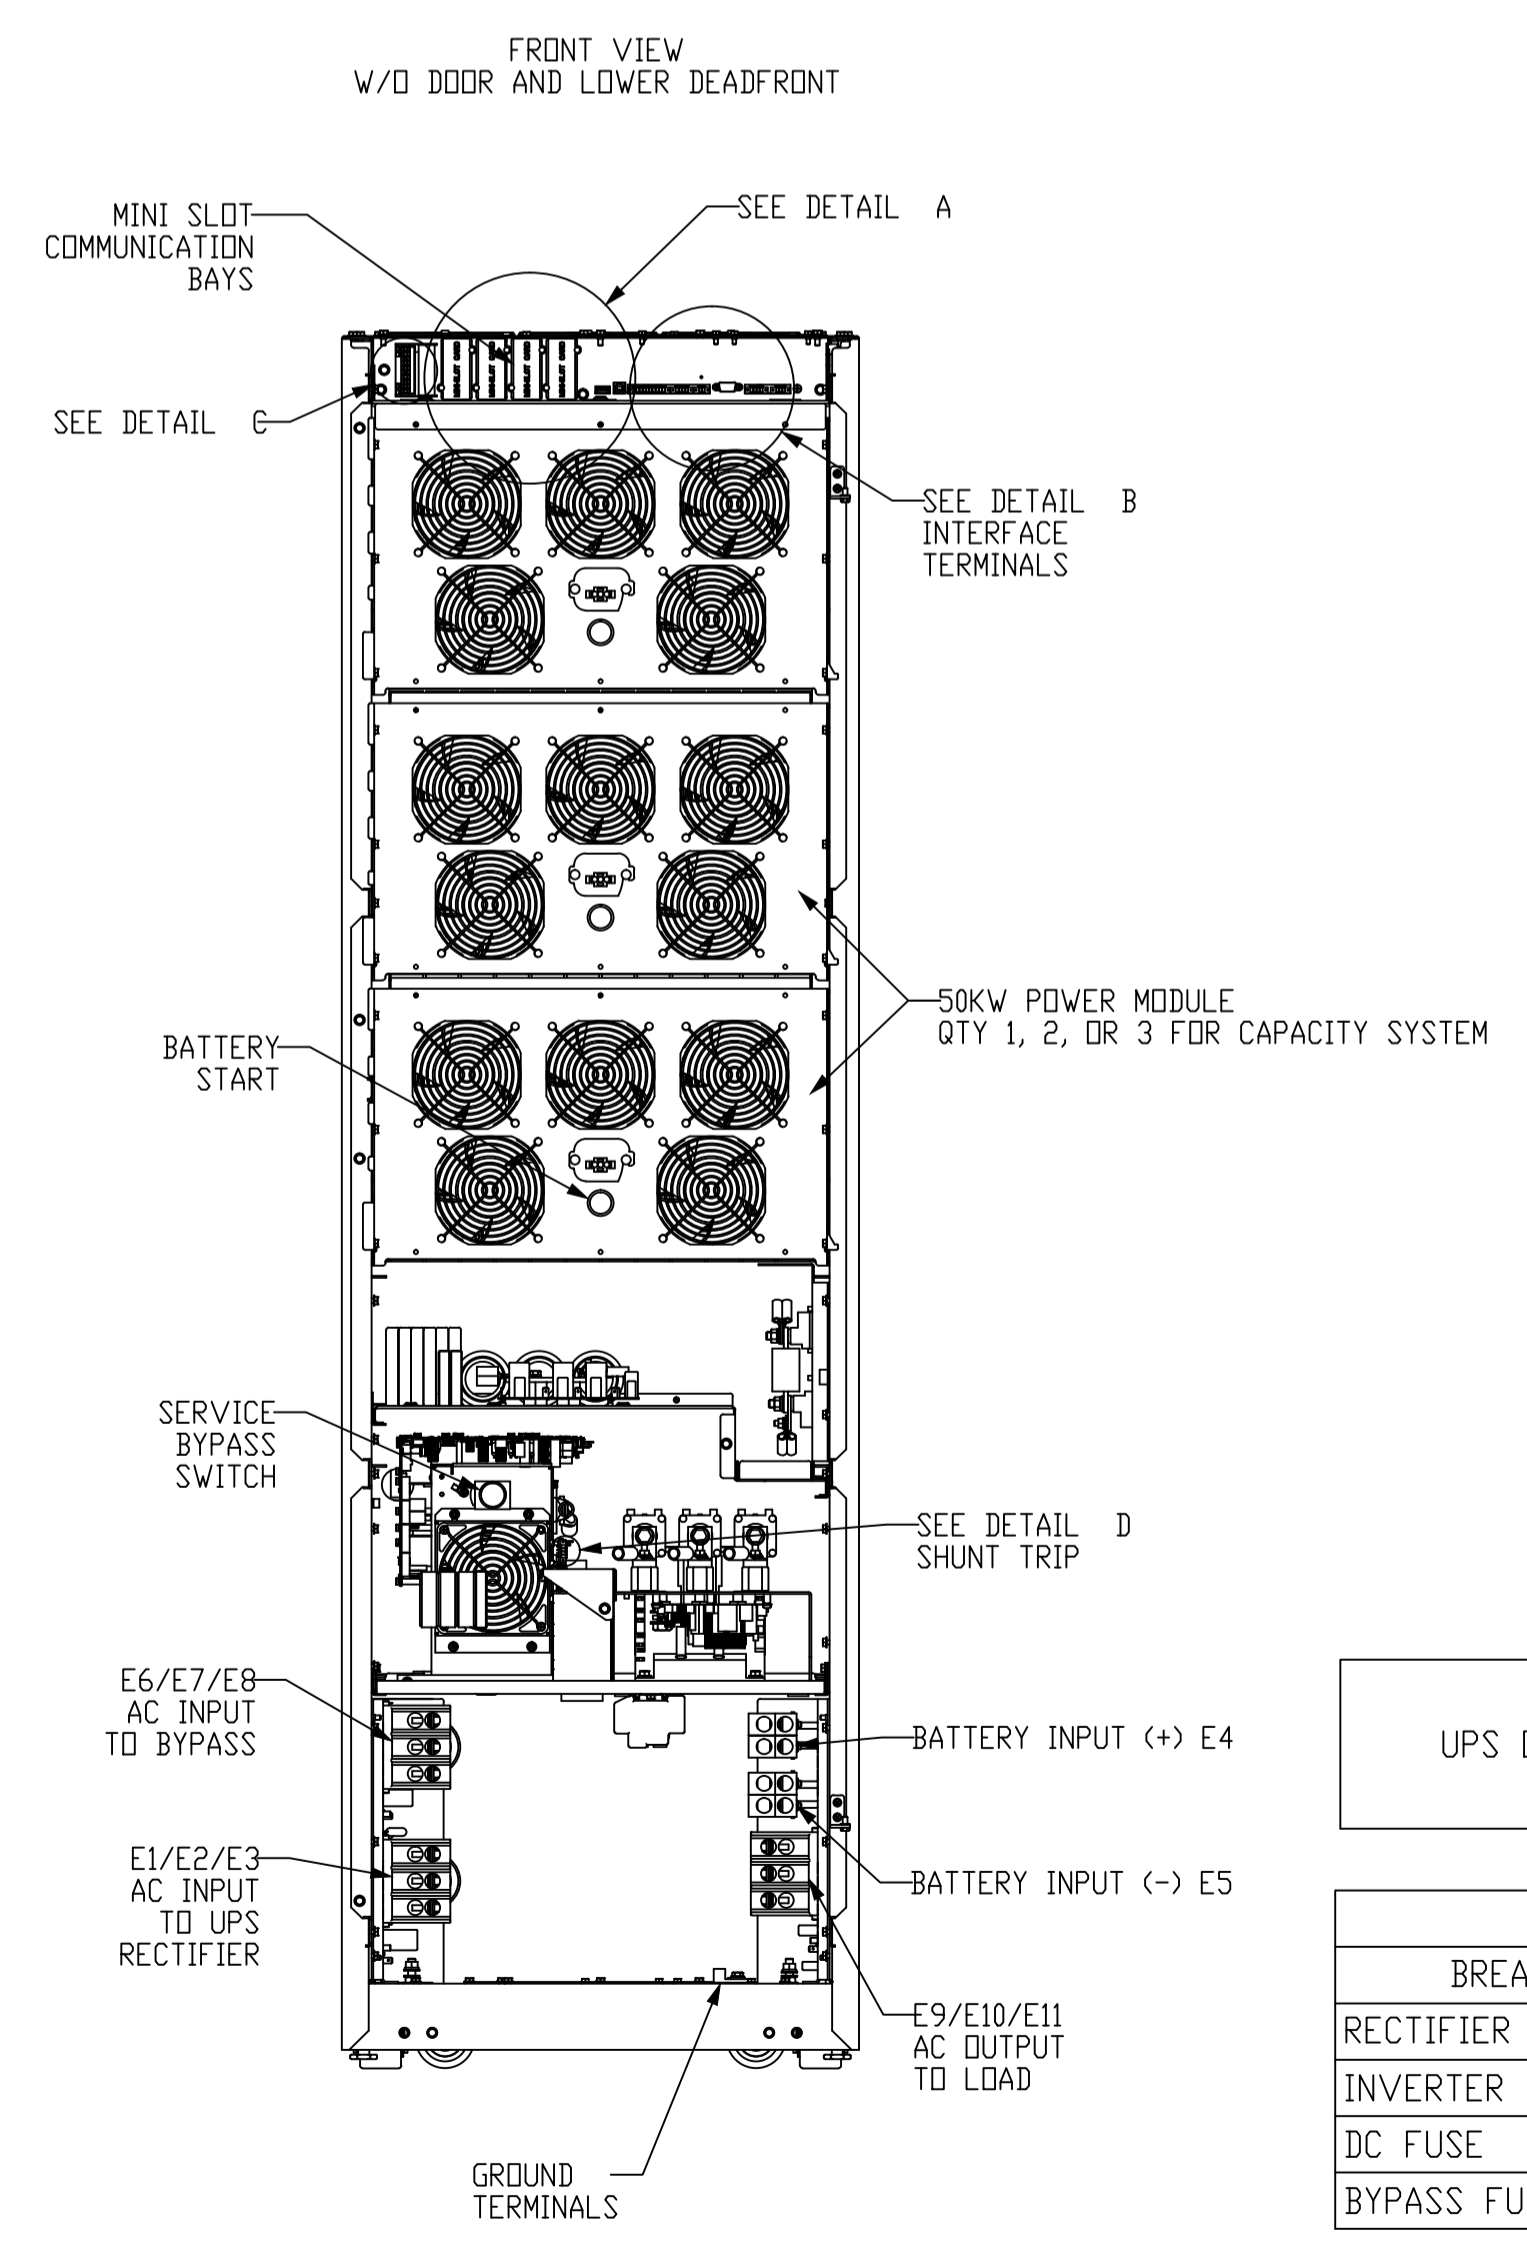 FRONT VIEW
W/O DOOR AND LOWER DEADFRONT
MINI SLOT
COMMUNICATION
BAYS
SEE DETAIL A
SEE DETAIL C
SEE DETAIL B
INTERFACE
TERMINALS
50KW POWER MODULE
QTY 1, 2, OR 3 FOR CAPACITY SYSTEM
BATTERY
START
SERVICE
BYPASS
SWITCH
SEE DETAIL D
SHUNT TRIP
E6/E7/E8
AC INPUT
TO BYPASS
BATTERY INPUT (+) E4
UPS
E1/E2/E3
AC INPUT
TO UPS
RECTIFIER
BATTERY INPUT (-) E5
E9/E10/E11
AC OUTPUT
TO LOAD
GROUND
TERMINALS
BREA
RECTIFIER
INVERTER
DC FUSE
BYPASS FU